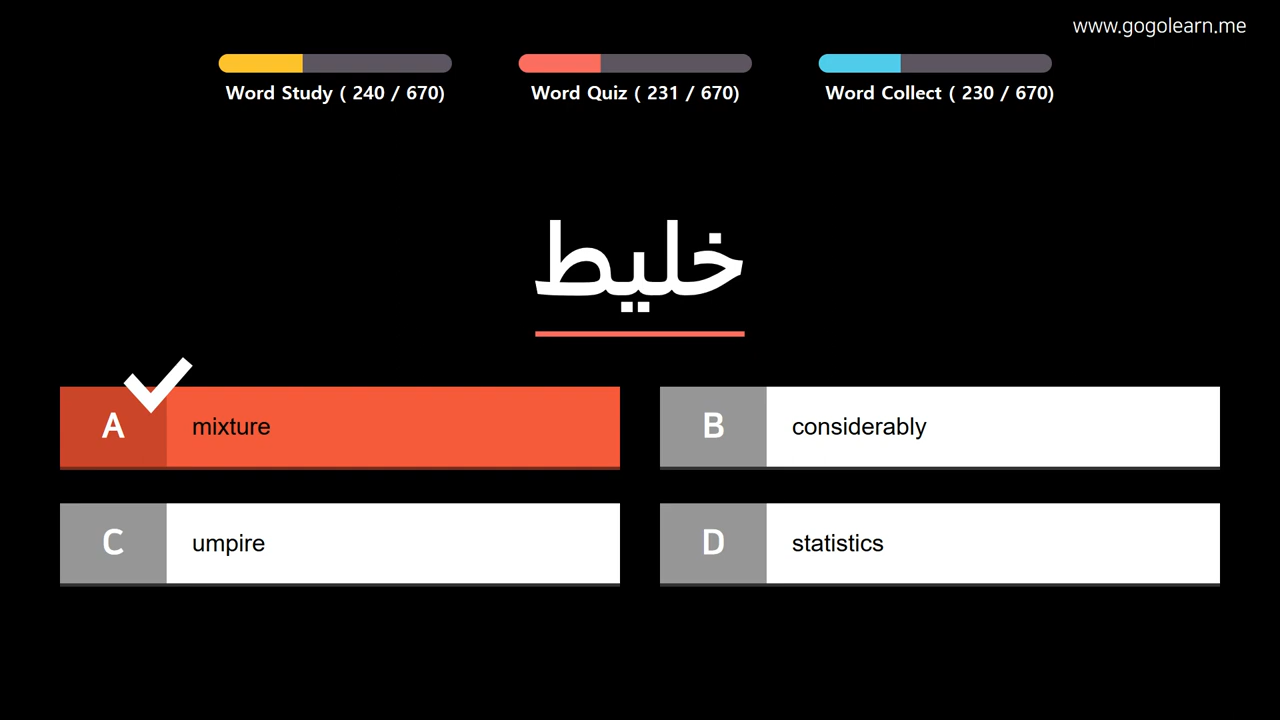 www.gogolearn.me
Word Study ( 240 / 670)
Word Quiz ( 231 / 670)
Word Collect ( 230 / 670)
خليط
A mixture
B considerably
C umpire
D statistics